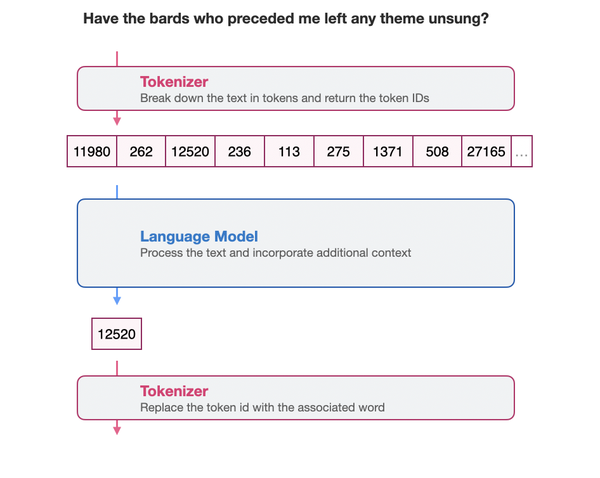 Have the bards who preceded me left any theme unsung?
Tokenizer
Break down the text in tokens and return the token IDs
11980 262 12520 236 113 275 1371 508 27165 ...
Language Model
Process the text and incorporate additional context
12520
Tokenizer
Replace the token id with the associated word